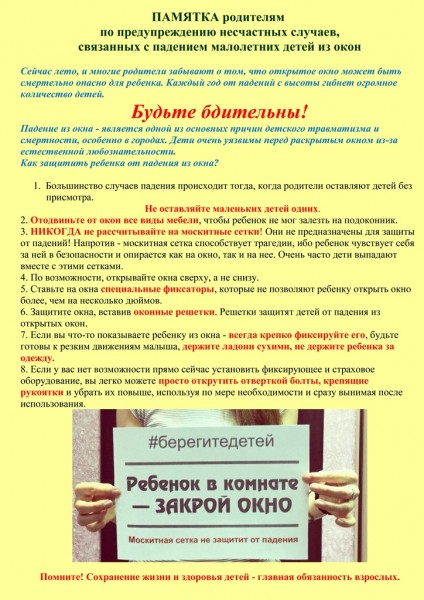 ПАМЯТКА родителям
по предупреждению несчастных случаев,
связанных с падением малолетних детей из окон
Сейчас лето, и многие родители забывают о том, что открытое окно может быть
смертельно опасно для ребенка. Каждый год от падений с высоты гибнет огромное
количество детей.
Будьте бдительны!
Падение из окна - является одной из основных причин детского травматизма и
смертности, особенно в городах. Дети очень уязвимы перед раскрытым окном из-за
естественной любознательности.
Как защитить ребенка от падения из окна?
1. Большинство случаев падения происходит тогда, когда родители оставляют детей без
присмотра.
Не оставляйте маленьких детей одних.
2. Отодвиньте от окон все виды мебели, чтобы ребенок не мог залезть на подоконник.
3. НИКОГДА не рассчитывайте на москитные сетки! Они не предназначены для защиты
от падений! Напротив - москитная сетка способствует трагедии, ибо ребенок чувствует себя
за ней в безопасности и опирается как на окно, так и на нее. Очень часто дети выпадают
вместе с этими сетками.
4. По возможности, открывайте окна сверху, а не снизу.
5. Ставьте на окна специальные фиксаторы, которые не позволяют ребенку открыть окно
более, чем на несколько дюймов.
6. Защитите окна, вставив оконные решетки. Решетки защитят детей от падения из
открытых окон.
7. Если вы что-то показываете ребенку из окна - всегда крепко фиксируйте его, будьте
готовы к резким движениям малыша, держите ладони сухими, не держите ребенка за
одежду.
8. Если у вас нет возможности прямо сейчас установить фиксирующее и страховое
оборудование, вы легко можете просто открутить отверткой болты, крепящие
рукоятки и убрать их повыше, используя по мере необходимости и сразу вынимая после
использования.
#берегитедетей
Ребенок в комнате
— ЗАКРОЙ ОКНО
Москитная сетка не защитит от падения
Помните! Сохранение жизни и здоровья детей - главная обязанность взрослых.